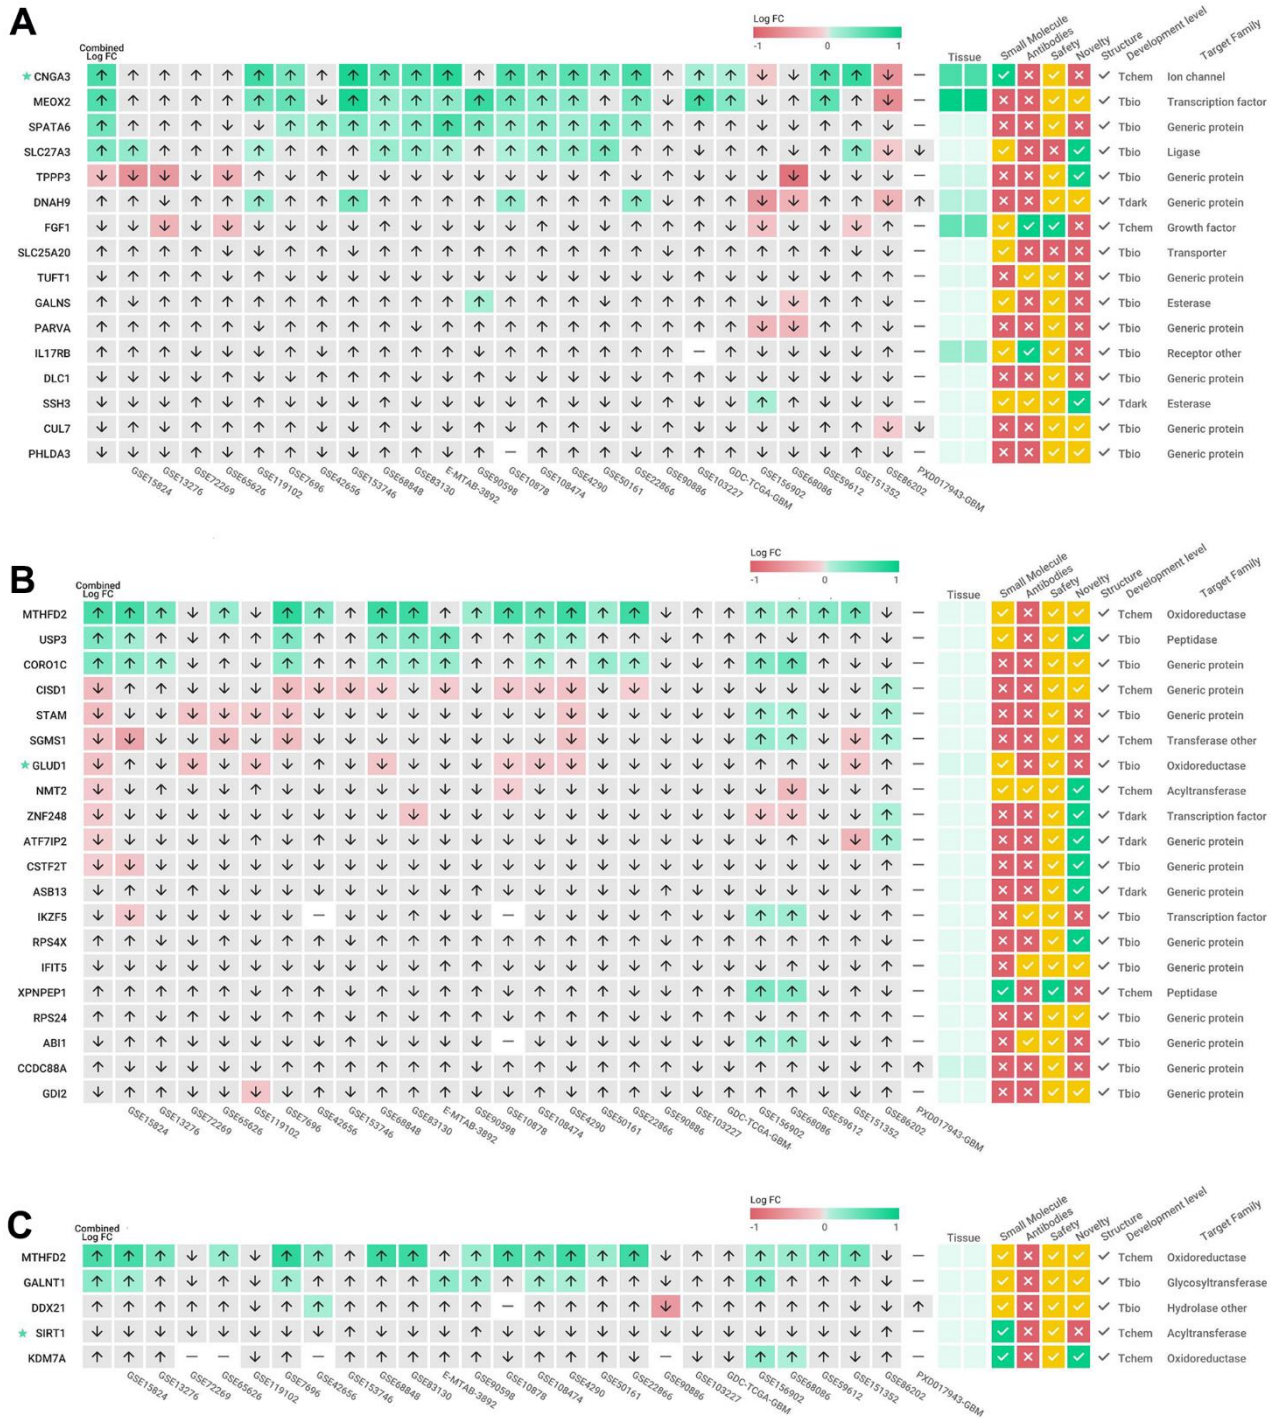 A
Log FC
-1 0 1
Combined
Log FC
Tissue
Small Molecule
Antibodies
Safety
Novelty
Structure
Development level
Target Family
CNGA3 Tchem Ion channel
MEOX2 Tbio Transcription factor
SPATA6 Tbio Generic protein
SLC27A3 Tbio Ligase
TPPP3 Tbio Generic protein
DNAH9 Tdark Generic protein
FGF1 Tchem Growth factor
SLC25A20 Tbio Transporter
TUFT1 Tbio Generic protein
GALNS Tbio Esterase
PARVA Tbio Generic protein
IL17RB Tbio Receptor other
DLC1 Tbio Generic protein
SSH3 Tdark Esterase
CUL7 Tbio Generic protein
PHLDA3 Tbio Generic protein
GSE15824
GSE13276
GSE72269
GSE65626
GSE119102
GSE7696
GSE42656
GSE153746
GSE68848
GSE83130
E-MTAB-3892
GSE90598
GSE10878
GSE108474
GSE4290
GSE50161
GSE22866
GSE90886
GSE103227
GDC-TCGA-GBM
GSE156902
GSE68086
GSE59612
GSE151352
GSE86202
PXD017943-GBM
B
Log FC
-1 0 1
Combined
Log FC
Tissue
Small Molecule
Antibodies
Safety
Novelty
Structure
Development level
Target Family
MTHFD2 Tchem Oxidoreductase
USP3 Tbio Peptidase
CORO1C Tbio Generic protein
CISD1 Tchem Generic protein
STAM Tbio Generic protein
SGMS1 Tchem Transferase other
GLUD1 Tbio Oxidoreductase
NMT2 Tchem Acyltransferase
ZNF248 Tdark Transcription factor
ATF7IP2 Tdark Generic protein
CSTF2T Tbio Generic protein
ASB13 Tdark Generic protein
IKZF5 Tbio Transcription factor
RPS4X Tbio Generic protein
IFIT5 Tbio Generic protein
XPNPEP1 Tchem Peptidase
RPS24 Tbio Generic protein
ABI1 Tbio Generic protein
CCDC88A Tbio Generic protein
GDI2 Tbio Generic protein
GSE15824
GSE13276
GSE72269
GSE65626
GSE119102
GSE7696
GSE42656
GSE153746
GSE68848
GSE83130
E-MTAB-3892
GSE90598
GSE10878
GSE108474
GSE4290
GSE50161
GSE22866
GSE90886
GSE103227
GDC-TCGA-GBM
GSE156902
GSE68086
GSE59612
GSE151352
GSE86202
PXD017943-GBM
C
Log FC
-1 0 1
Combined
Log FC
Tissue
Small Molecule
Antibodies
Safety
Novelty
Structure
Development level
Target Family
MTHFD2 Tchem Oxidoreductase
GALNT1 Tbio Glycosyltransferase
DDX21 Tbio Hydrolase other
SIRT1 Tchem Acyltransferase
KDM7A Tchem Oxidoreductase
GSE15824
GSE13276
GSE72269
GSE65626
GSE119102
GSE7696
GSE42656
GSE153746
GSE68848
GSE83130
E-MTAB-3892
GSE90598
GSE10878
GSE108474
GSE4290
GSE50161
GSE22866
GSE90886
GSE103227
GDC-TCGA-GBM
GSE156902
GSE68086
GSE59612
GSE151352
GSE86202
PXD017943-GBM